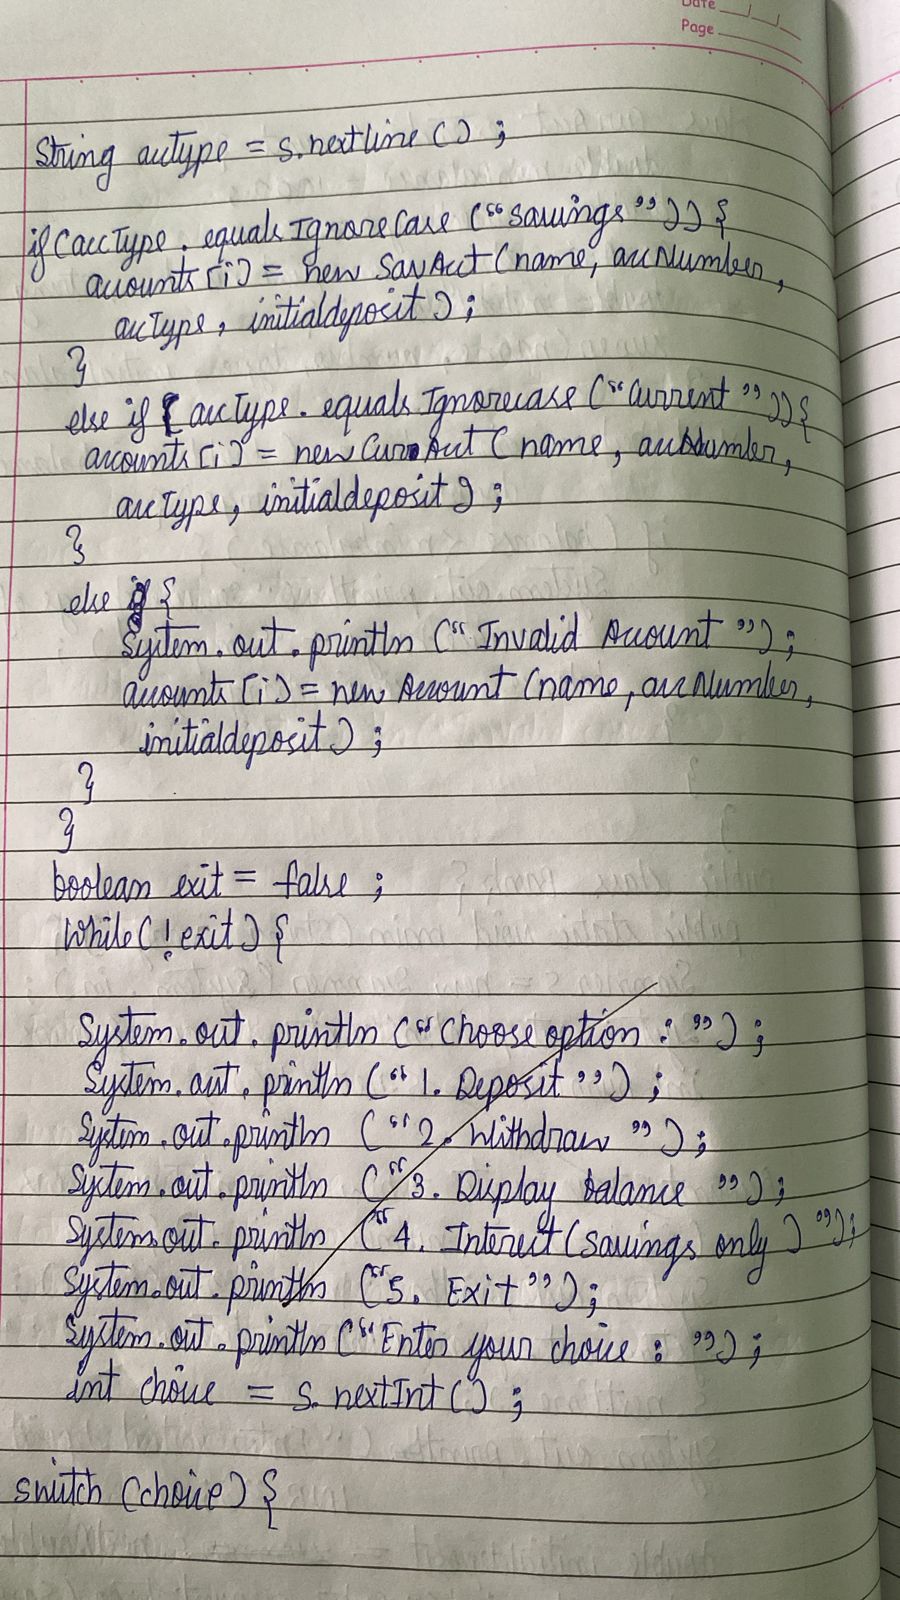 Date
Page
String acctype = s.nextline();
if(accType.equalsIgnoreCase("savings")){
accounts[i] = new SavAcct(name, accNumber,
accType, initialdeposit);
}
else if(accType.equalsIgnorecase("Current")){
accounts[i] = new CurrAcct(name, accNumber,
accType, initialdeposit);
}
else {
System.out.println("Invalid Account");
accounts[i] = new Account(name, accNumber,
initialdeposit);
}
}
boolean exit = false;
While(!exit){
System.out.println("Choose option:");
System.out.println("1. Deposit");
System.out.println("2. Withdraw");
System.out.println("3. Display balance");
System.out.println("4. Interest(savings only)");
System.out.println("5. Exit");
System.out.println("Enter your choice:");
int choice = s.nextInt();
switch(choice){